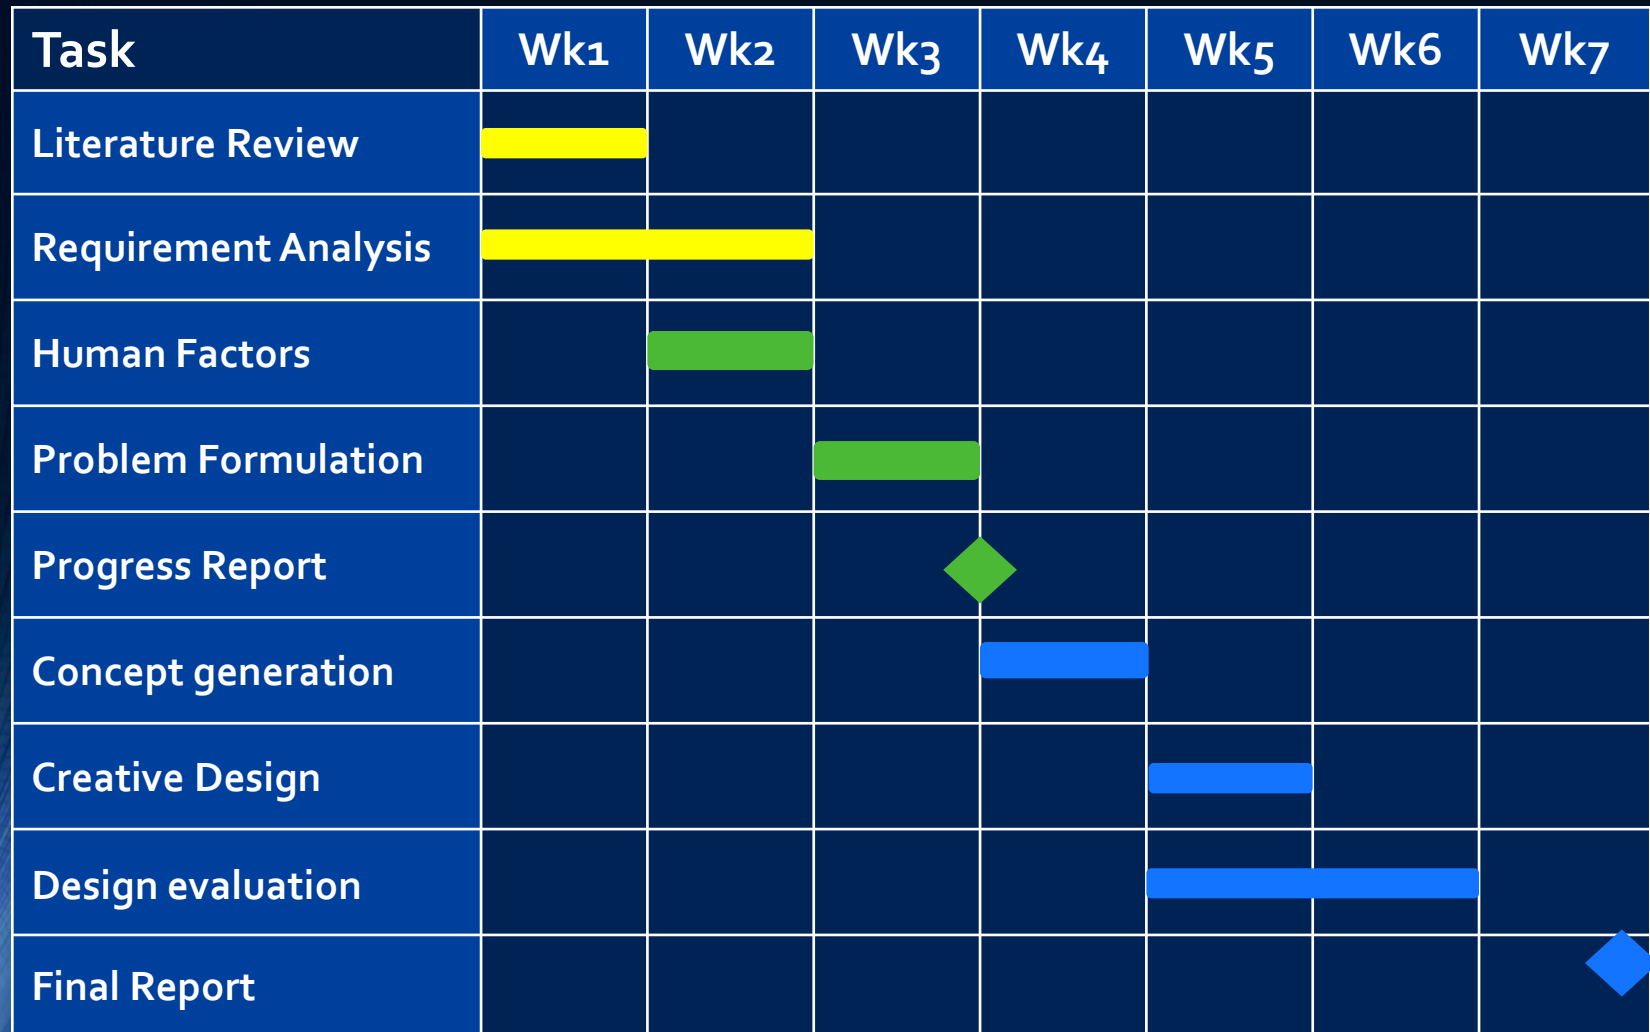 Task Wk1 Wk2 Wk3 Wk4 Wk5 Wk6 Wk7
Literature Review
Requirement Analysis
Human Factors
Problem Formulation
Progress Report
Concept generation
Creative Design
Design evaluation
Final Report